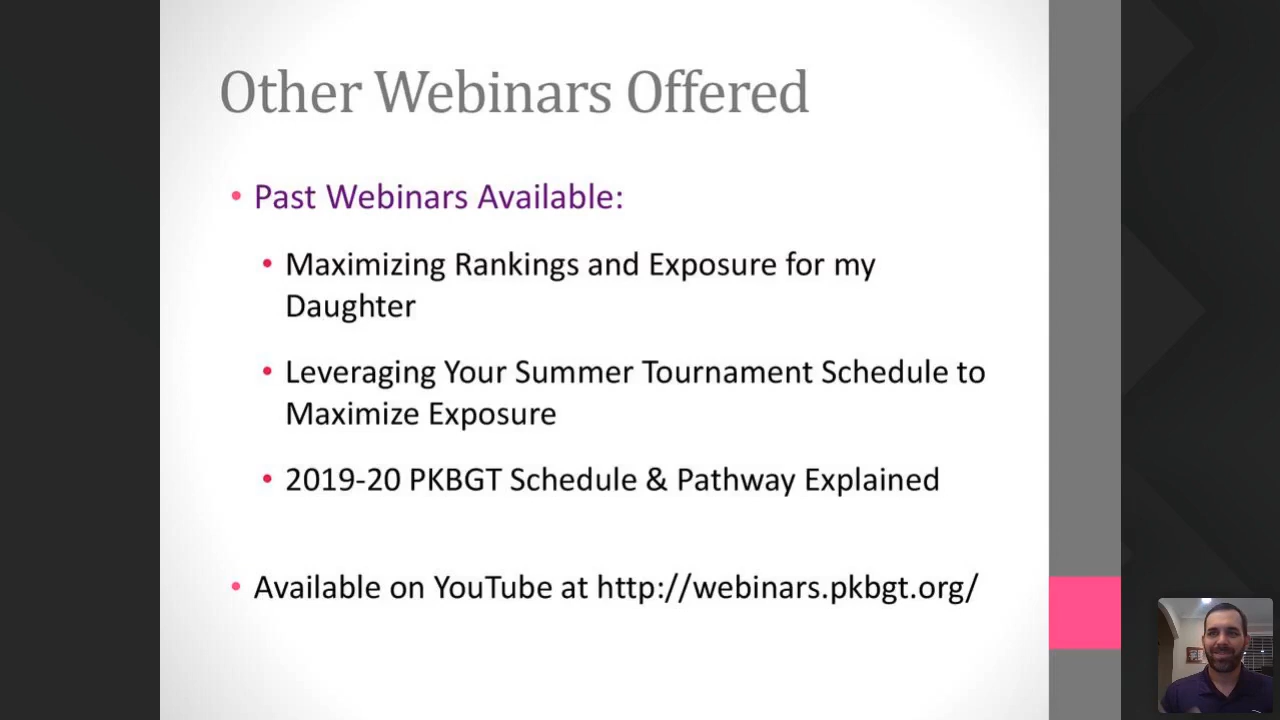 Other Webinars Offered
• Past Webinars Available:
• Maximizing Rankings and Exposure for my
Daughter
• Leveraging Your Summer Tournament Schedule to
Maximize Exposure
• 2019-20 PKBGT Schedule & Pathway Explained
• Available on YouTube at http://webinars.pkbgt.org/